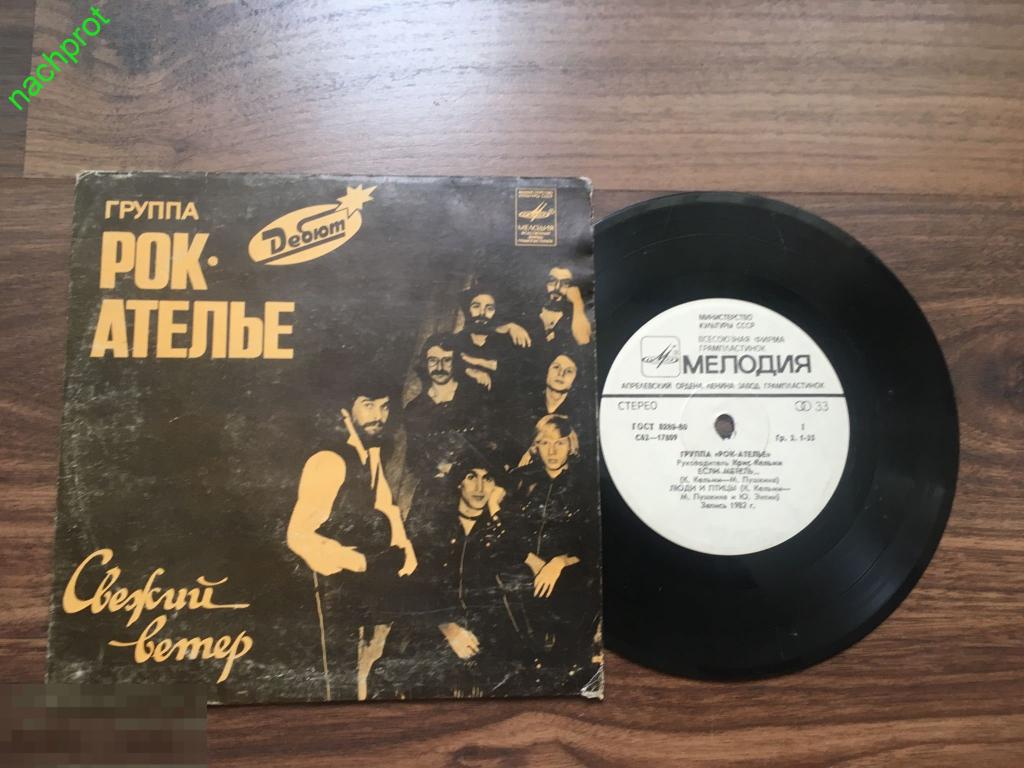 nachprot
ГРУППА
РОК-
АТЕЛЬЕ
Дебют
МЕЛОДИЯ
Свежий
ветер
МИНИСТЕРСТВО
КУЛЬТУРЫ СССР
ВСЕСОЮЗНАЯ ФИРМА
ГРАМПЛАСТИНОК
МЕЛОДИЯ
АПРЕЛЕВСКИЙ ОРДЕНА ЛЕНИНА ЗАВОД ГРАМПЛАСТИНОК
СТЕРЕО 33
ГОСТ 5289-80 1
С62—17809 Гр. 2. 1-25
ГРУППА «РОК-АТЕЛЬЕ»
Руководитель Крис Кельми
ЕСЛИ МЕТЕЛЬ...
(К. Кельми—М. Пушкина)
ЛЮДИ И ПТИЦЫ (К. Кельми—
М. Пушкина и Ю. Энтин)
Запись 1982 г.